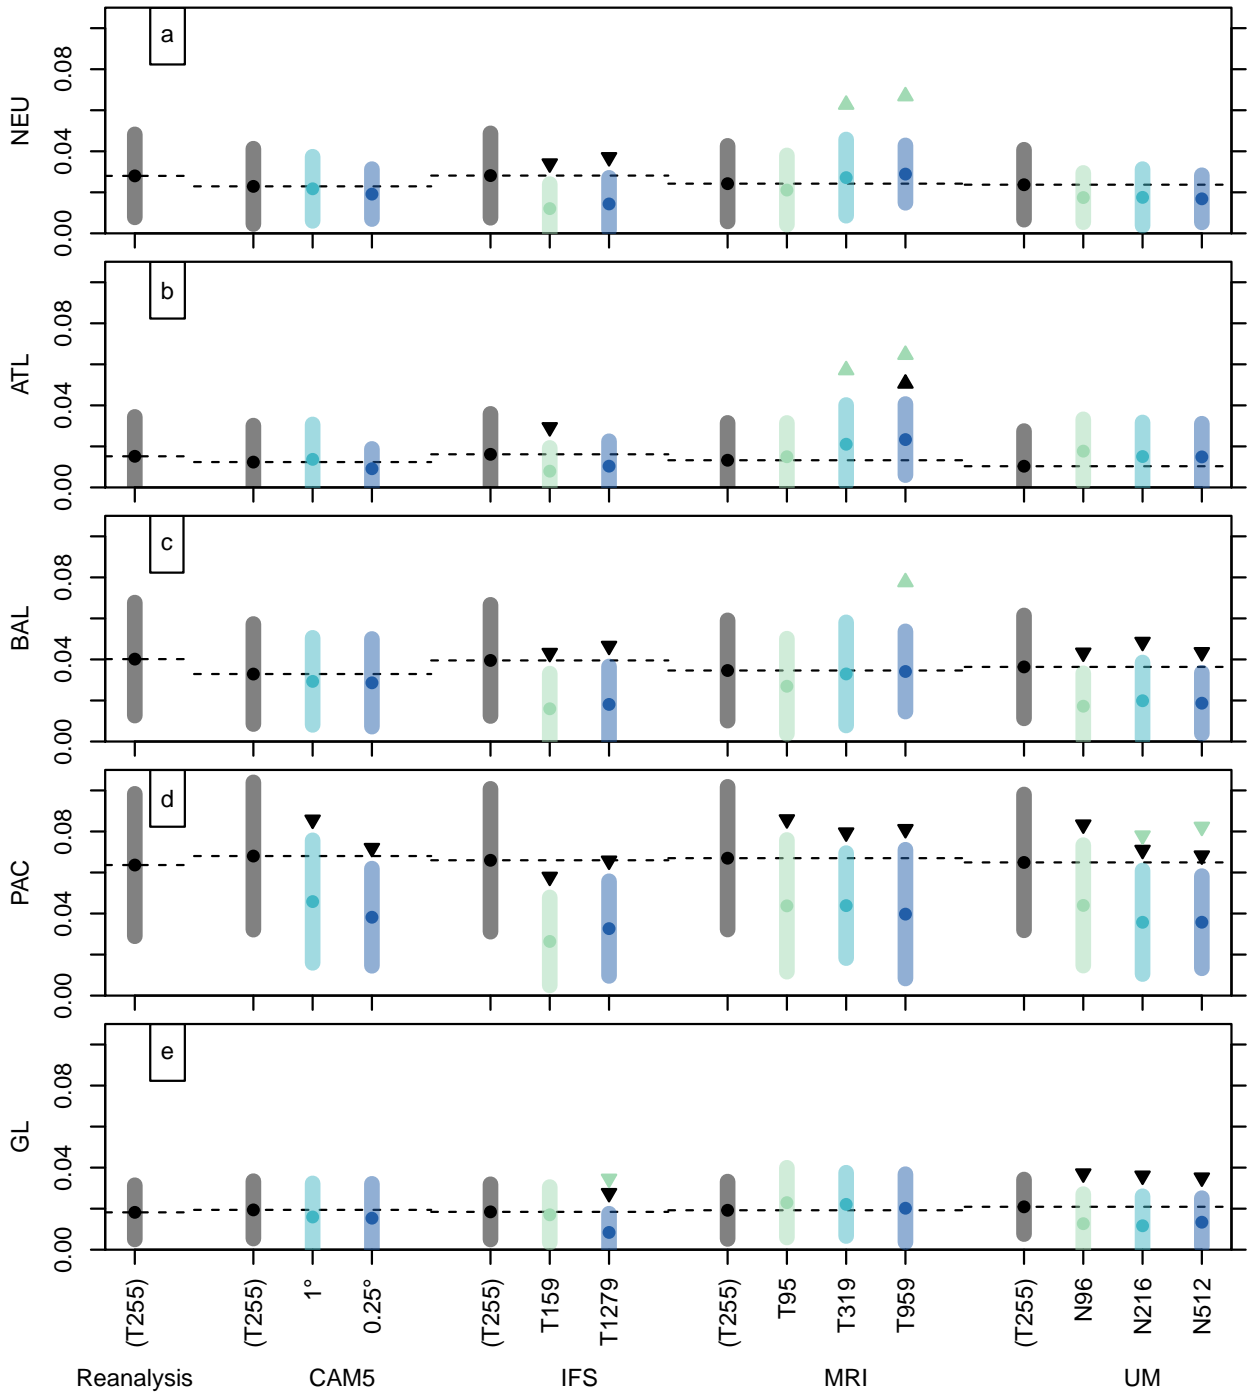 a
NEU
0.00 0.04 0.08
b
ATL
0.00 0.04 0.08
c
BAL
0.00 0.04 0.08
d
PAC
0.00 0.04 0.08
e
GL
0.00 0.04 0.08
(T255) (T255) 1° 0.25° (T255) T159 T1279 (T255) T95 T319 T959 (T255) N96 N216 N512
Reanalysis CAM5 IFS MRI UM